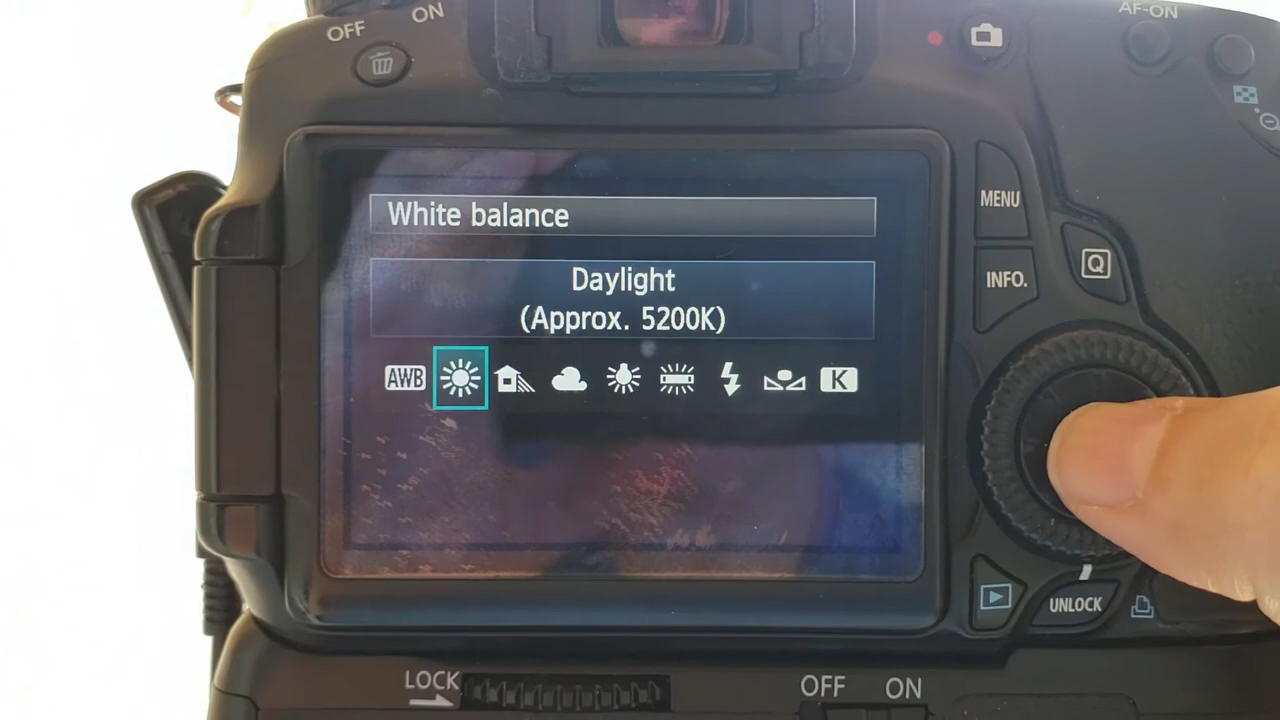 OFF
ON
AF-ON
White balance
MENU
Daylight
Q
(Approx. 5200K)
INFO.
AWB
K
UNLOCK
LOCK
OFF
ON